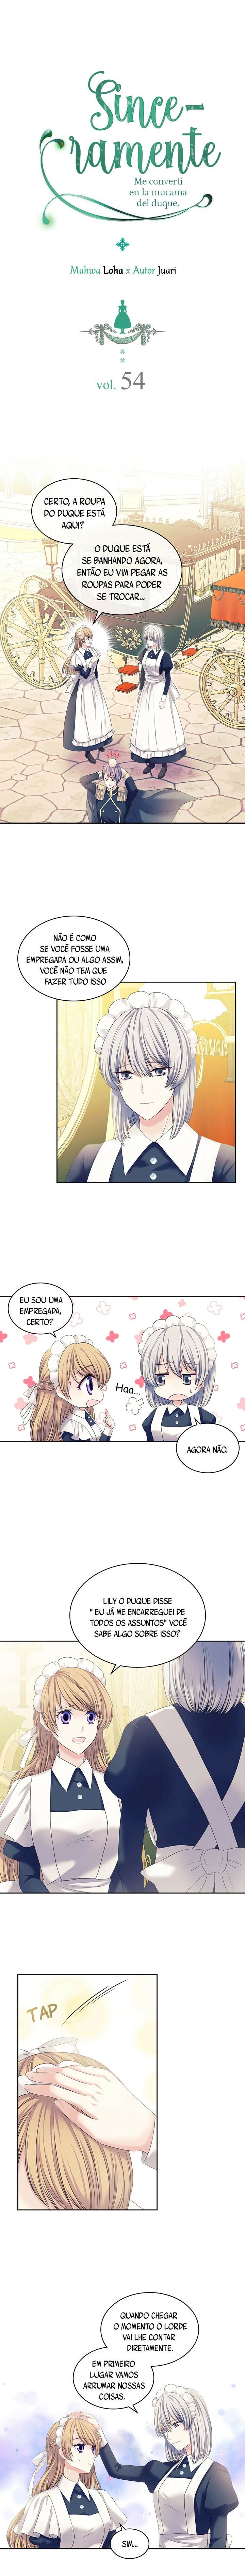 Since-
ramente
Me convertí
en la mucama
del duque.
Mahwa Loha x Autor Juari
vol. 54
CERTO, A ROUPA
DO DUQUE ESTÁ
AQUI?
O DUQUE ESTÁ
SE BANHANDO AGORA,
ENTÃO EU VIM PEGAR AS
ROUPAS PARA PODER
SE TROCAR...
NÃO É COMO
SE VOCÊ FOSSE UMA
EMPREGADA OU ALGO ASSIM,
VOCÊ NÃO TEM QUE
FAZER TUDO ISSO
EU SOU UMA
EMPREGADA,
CERTO?
Haa...
AGORA NÃO.
LILY O DUQUE DISSE
" EU JÁ ME ENCARREGUEI DE
TODOS OS ASSUNTOS" VOCÊ
SABE ALGO SOBRE ISSO?
TAP
QUANDO CHEGAR
O MOMENTO O LORDE
VAI LHE CONTAR
DIRETAMENTE.
EM PRIMEIRO
LUGAR VAMOS
ARRUMAR NOSSAS
COISAS.
SIM...